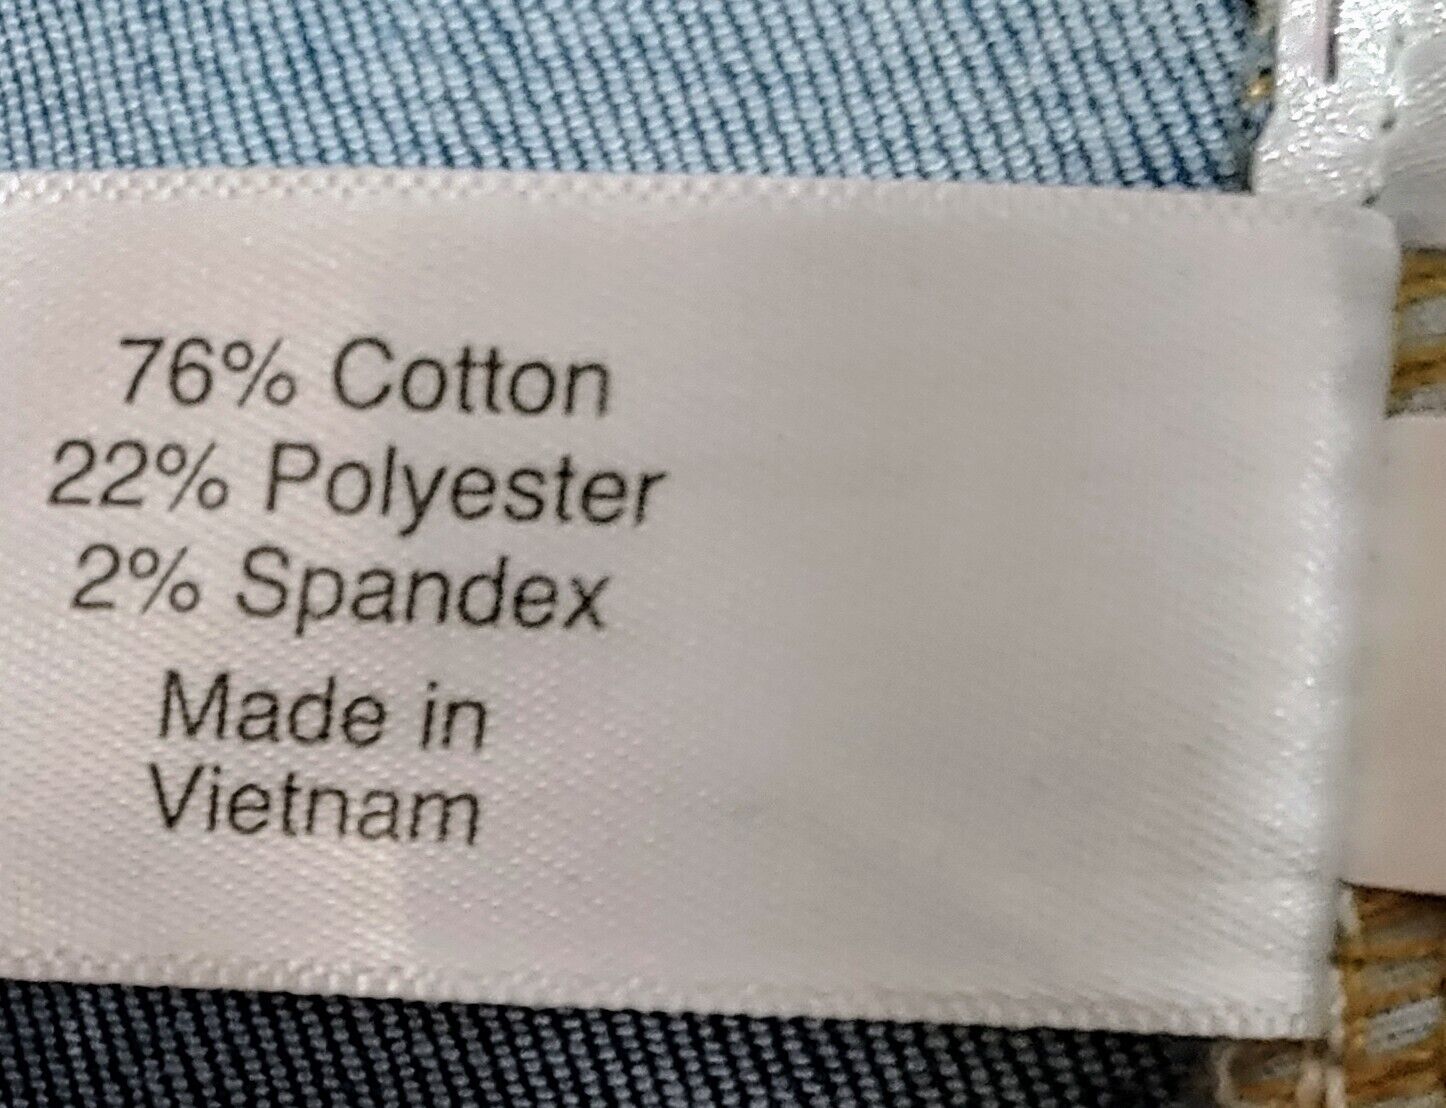 76% Cotton
22% Polyester
2% Spandex
Made in
Vietnam